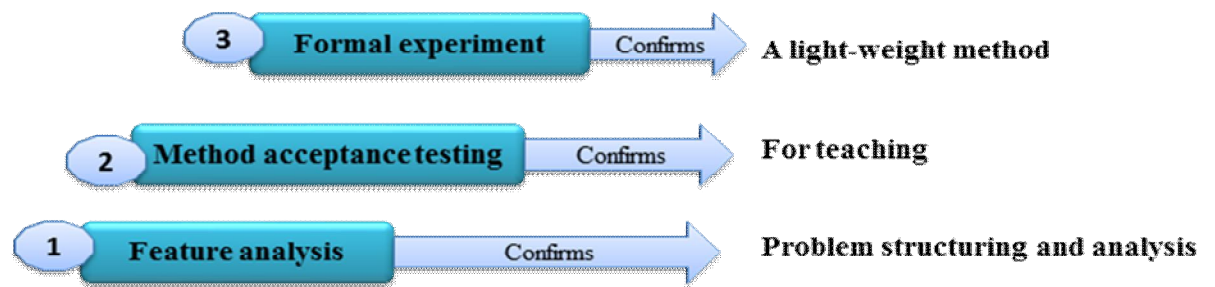 3 Formal experiment Confirms A light-weight method
2 Method acceptance testing Confirms For teaching
1 Feature analysis Confirms Problem structuring and analysis